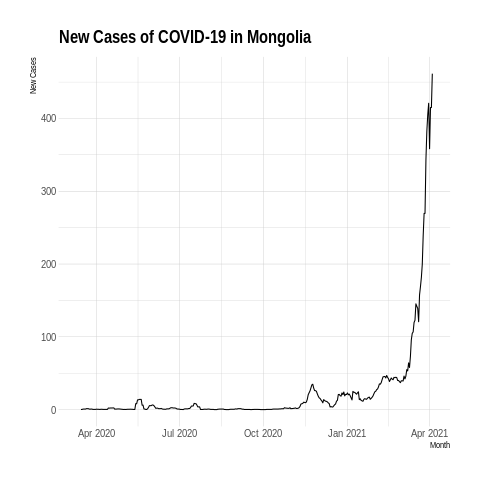 New Cases of COVID-19 in Mongolia
New Cases
400
300
200
100
0
Apr 2020 Jul 2020 Oct 2020 Jan 2021 Apr 2021
Month